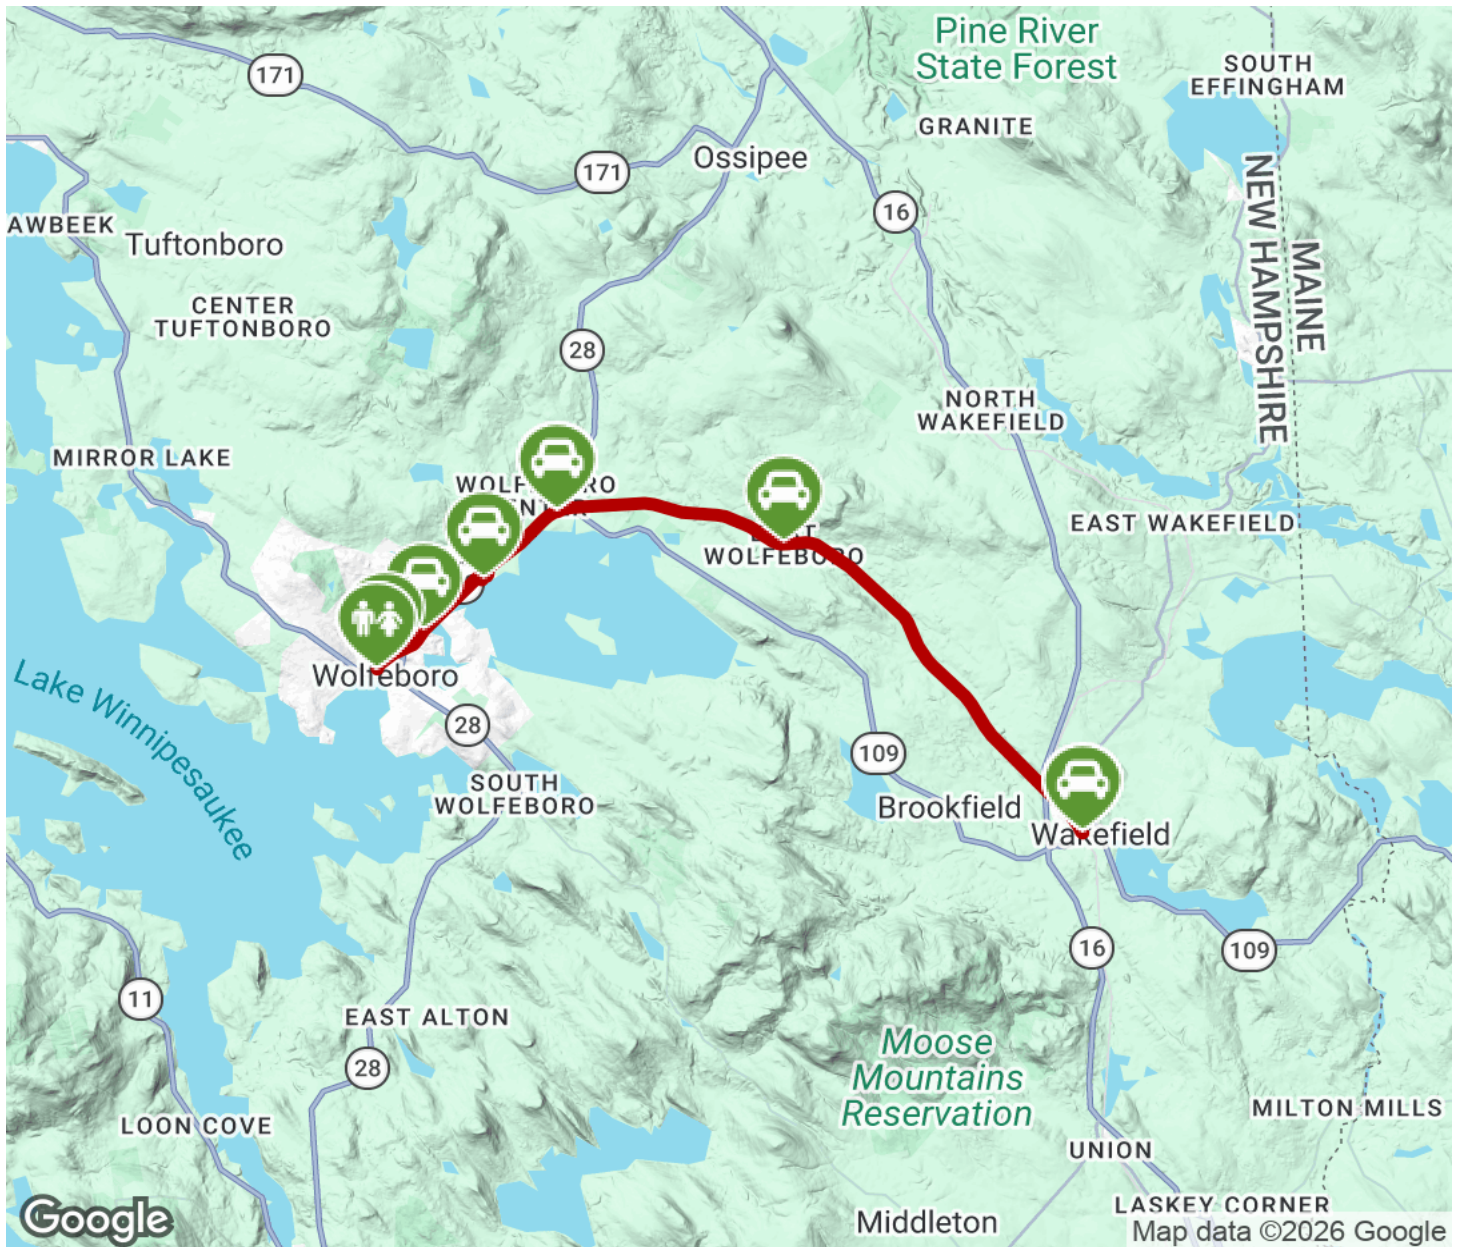 Pine River
State Forest
SOUTH
EFFINGHAM
171
GRANITE
171
Ossipee
16
NEW HAMPSHIRE
MAINE
AWBEEK
Tuftonboro
CENTER
TUFTONBORO
28
NORTH
WAKEFIELD
MIRROR LAKE
EAST WAKEFIELD
WOLFEBORO
Wolfeboro
Lake Winnipesaukee
28
109
SOUTH
WOLFEBORO
Brookfield
Wakefield
16
109
11
EAST ALTON
28
Moose
Mountains
Reservation
LOON COVE
MILTON MILLS
UNION
LASKEY CORNER
Middleton
Google
Map data ©2026 Google